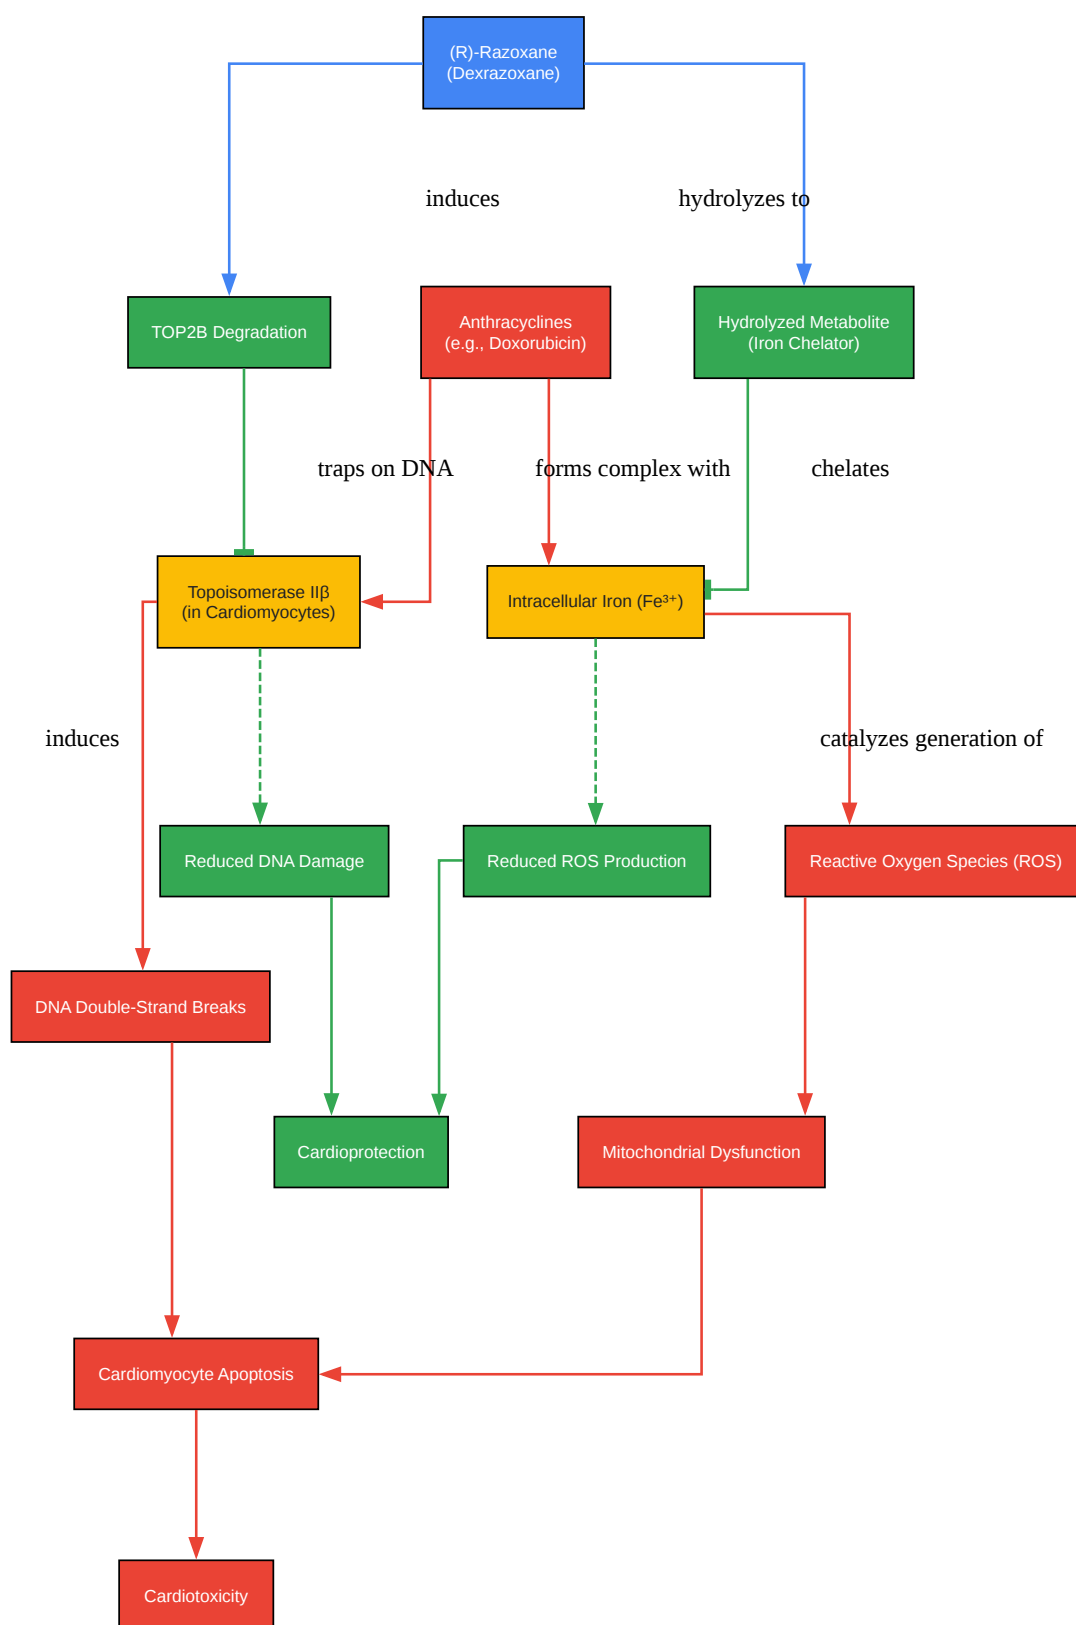 (R)-Razoxane
(Dexrazoxane)
induces
hydrolyzes to
TOP2B Degradation
Anthracyclines
(e.g., Doxorubicin)
Hydrolyzed Metabolite
(Iron Chelator)
traps on DNA
forms complex with
chelates
Topoisomerase IIβ
(in Cardiomyocytes)
Intracellular Iron (Fe³⁺)
induces
catalyzes generation of
Reduced DNA Damage
Reduced ROS Production
Reactive Oxygen Species (ROS)
DNA Double-Strand Breaks
Cardioprotection
Mitochondrial Dysfunction
Cardiomyocyte Apoptosis
Cardiotoxicity